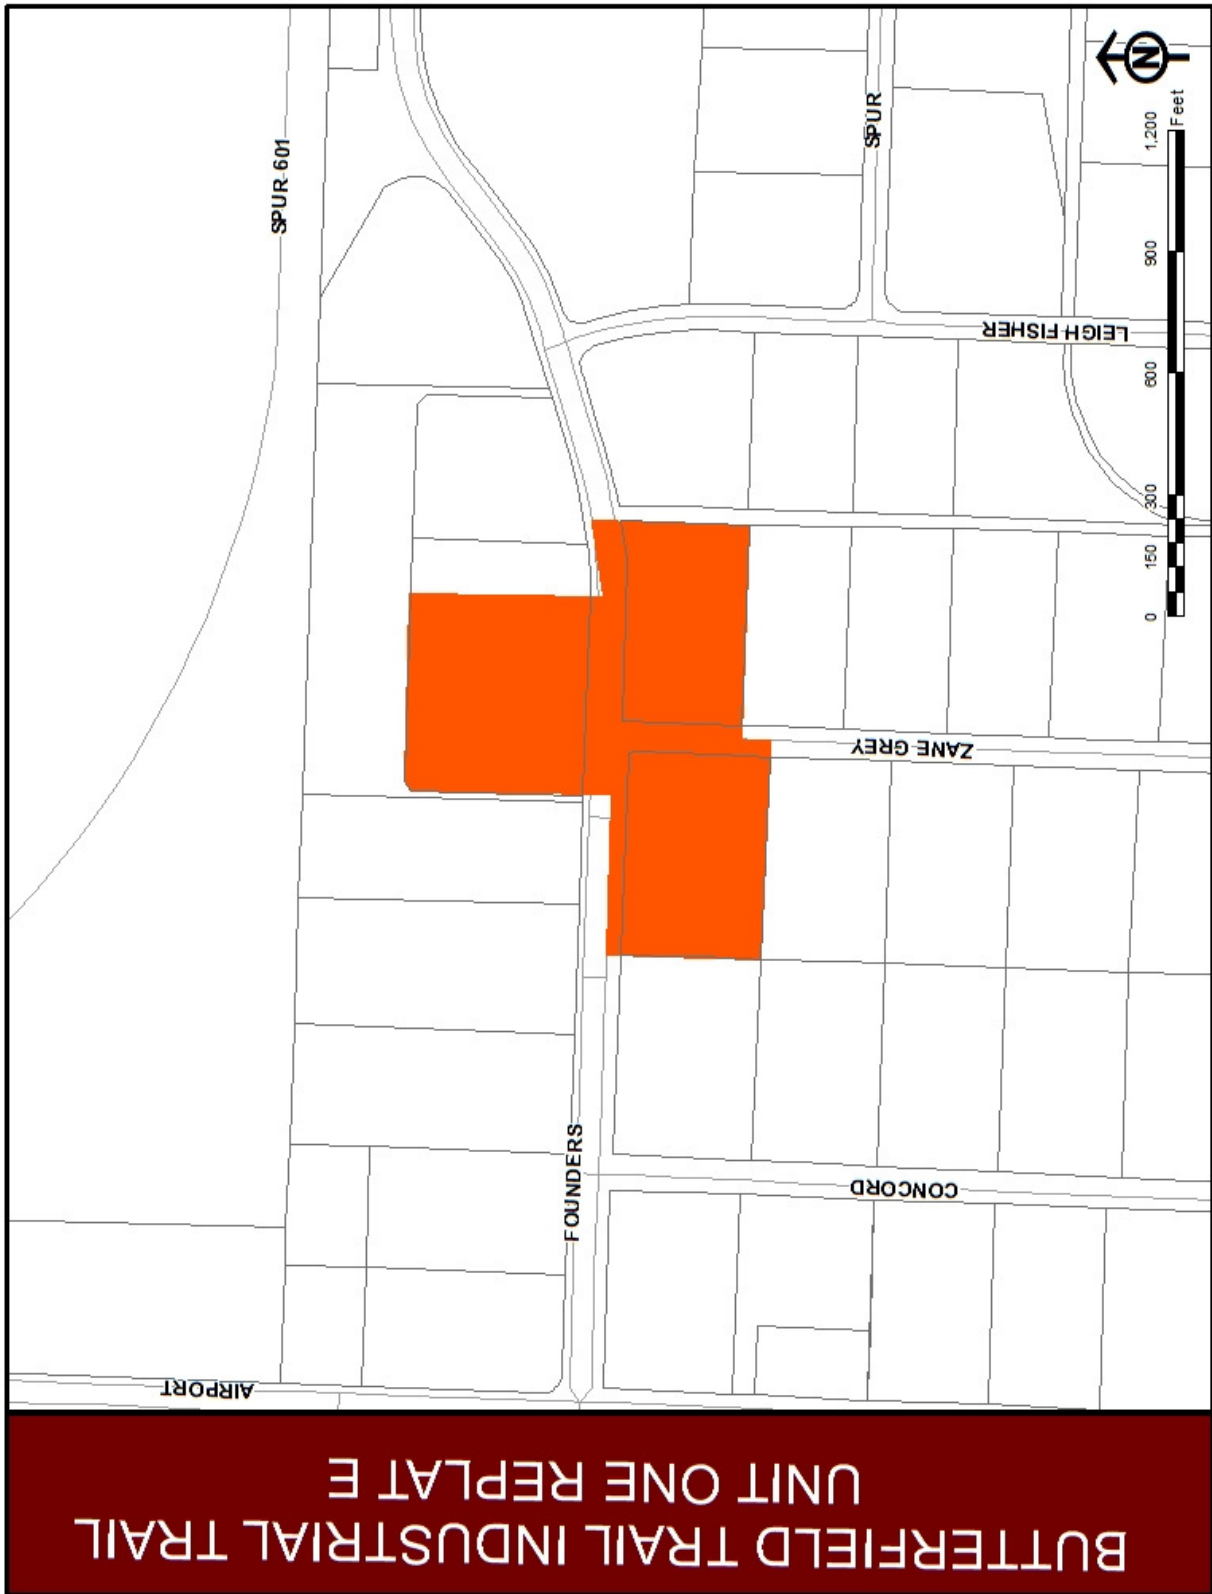 BUTTERFIELD TRAIL INDUSTRIAL TRAIL
UNIT ONE REPLAT E
AIRPORT
FOUNDERS
CONCORD
ZANE GREY
LEIGH FISHER
SPUR 601
SPUR
N
0 150 300 600 900 1,200
Feet